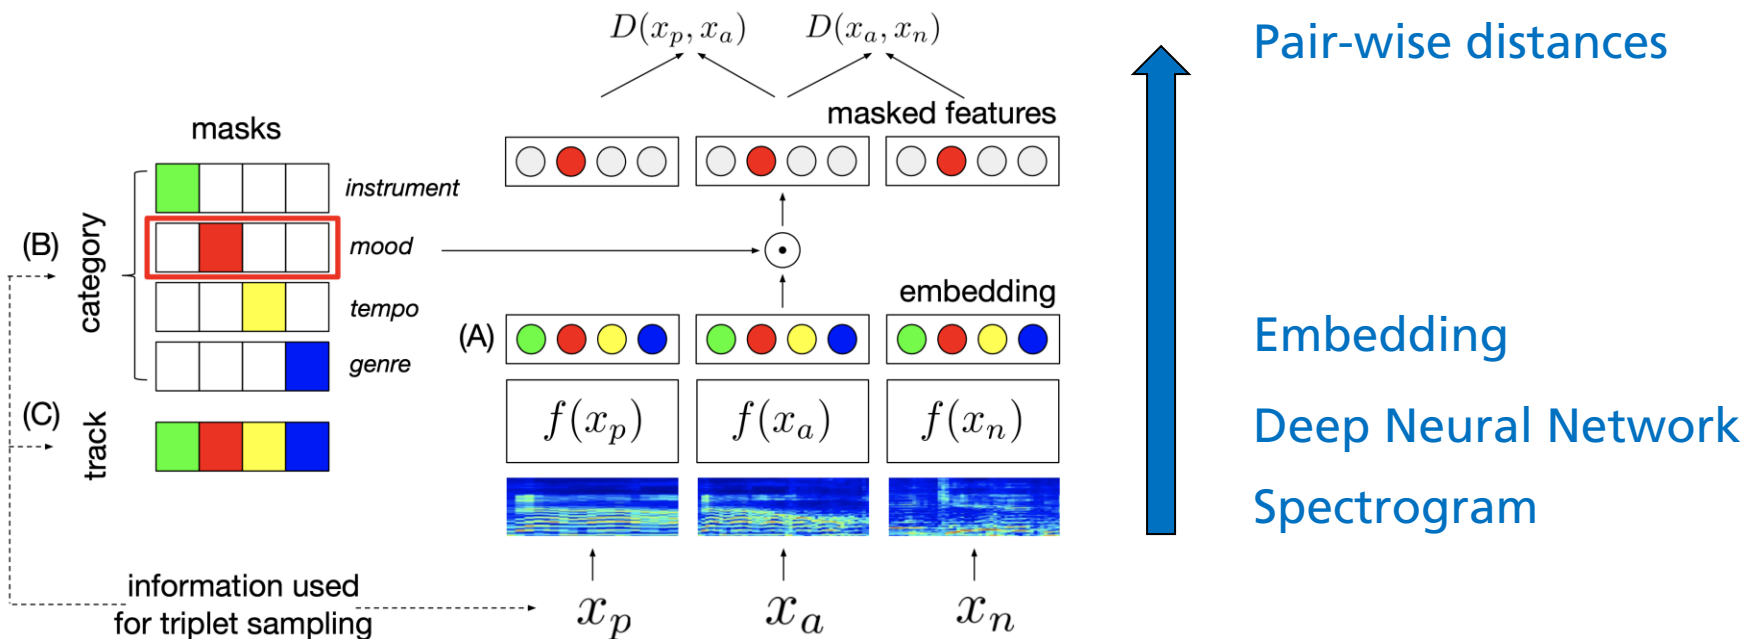 D(x_p, x_a)
D(x_a, x_n)
Pair-wise distances
masked features
masks
instrument
(B)
category
mood
tempo
genre
embedding
(A)
Embedding
f(x_p)
f(x_a)
f(x_n)
Deep Neural Network
(C)
track
Spectrogram
information used
for triplet sampling
x_p
x_a
x_n